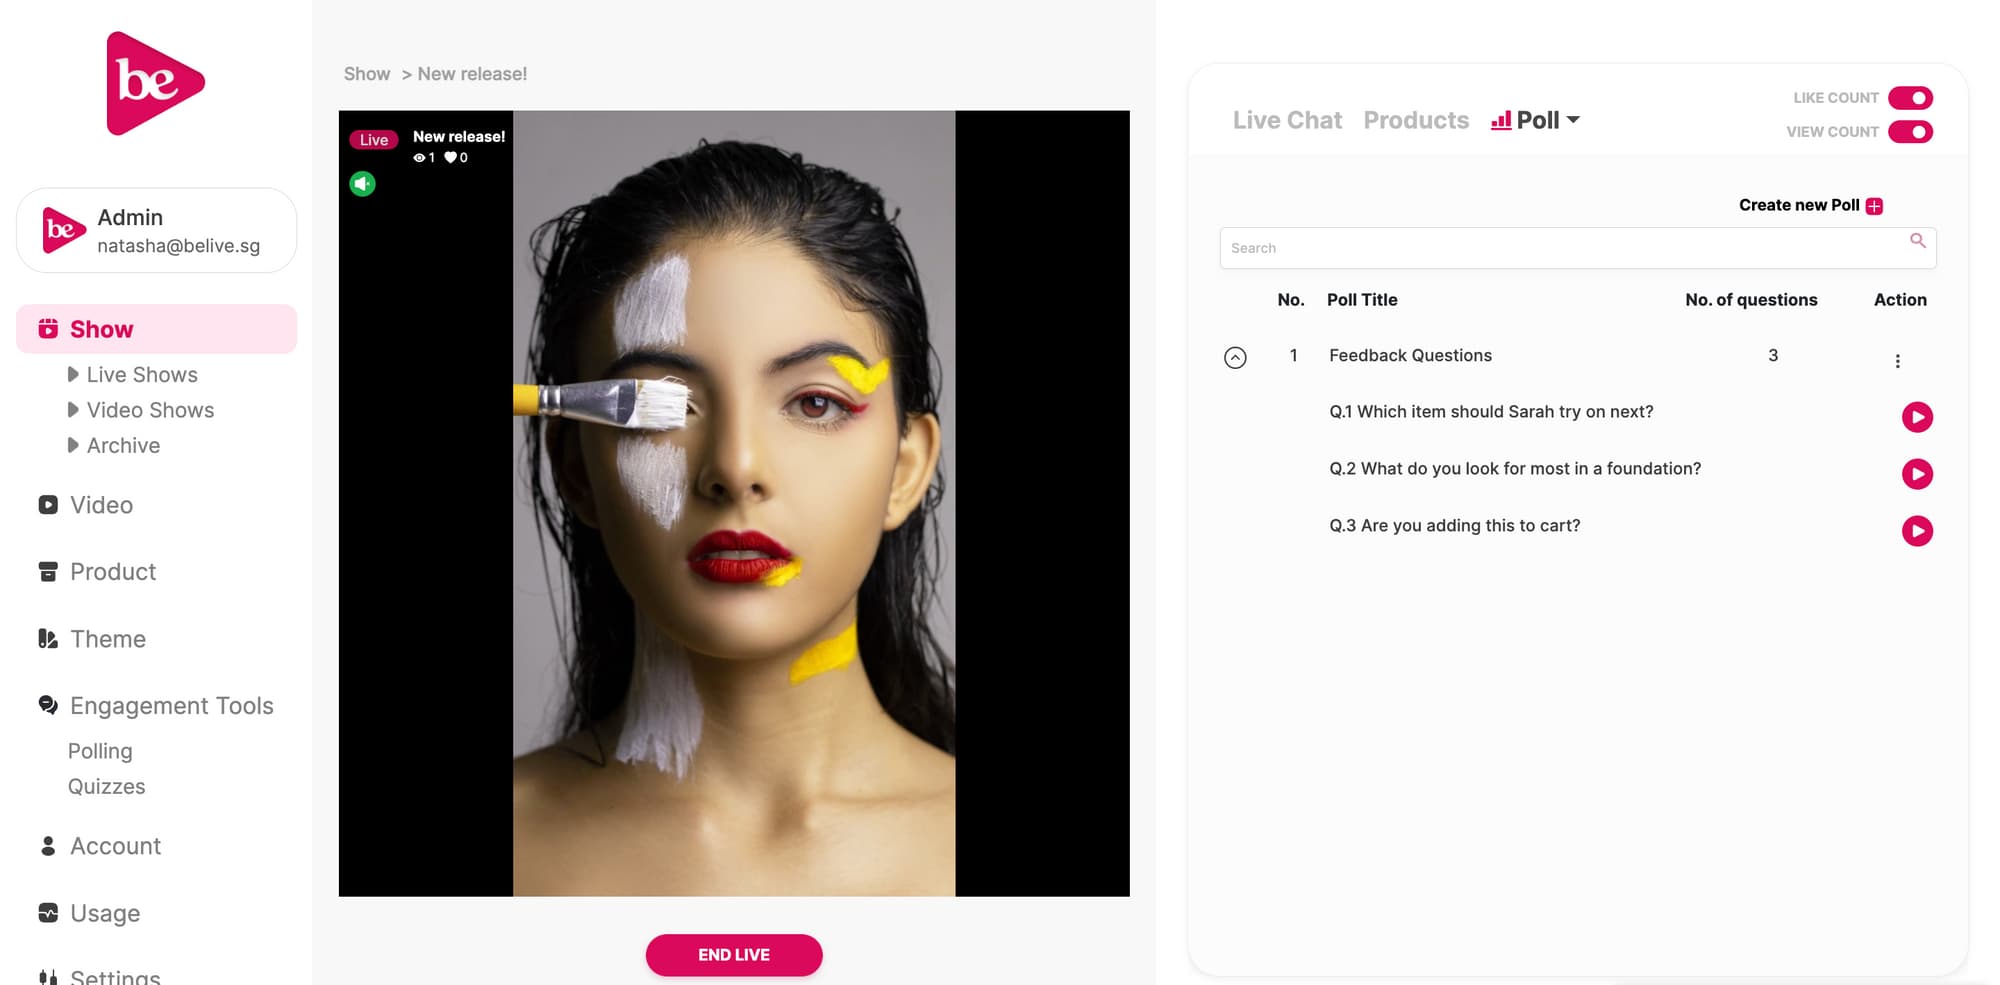 be
be
Admin
natasha@belive.sg
Show
Live Shows
Video Shows
Archive
Video
Product
Theme
Engagement Tools
Polling
Quizzes
Account
Usage
Settings
Show > New release!
Live
New release!
1 0
END LIVE
Live Chat Products Poll
LIKE COUNT
VIEW COUNT
Create new Poll
Search
No. Poll Title No. of questions Action
1 Feedback Questions 3
Q.1 Which item should Sarah try on next?
Q.2 What do you look for most in a foundation?
Q.3 Are you adding this to cart?